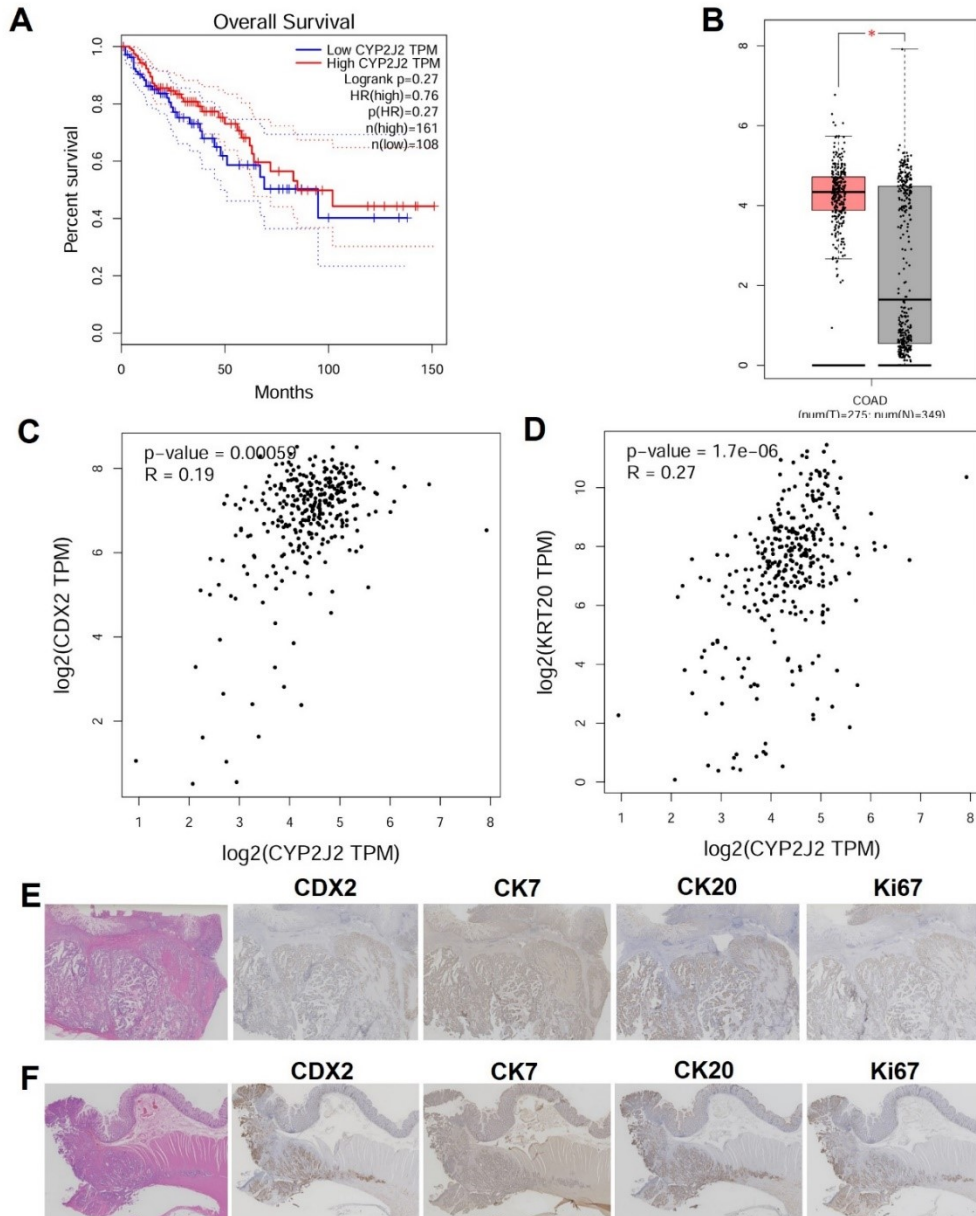 A
Overall Survival
Low CYP2J2 TPM
High CYP2J2 TPM
Logrank p=0.27
HR(high)=0.76
p(HR)=0.27
n(high)=161
n(low)=108
Percent survival
0.0 0.2 0.4 0.6 0.8 1.0
0 50 100 150
Months
B
*
8
6
4
2
0
COAD
(num(T)=275; num(N)=349)
C
p-value = 0.00059
R = 0.19
log2(CDX2 TPM)
2 4 6 8
1 2 3 4 5 6 7 8
log2(CYP2J2 TPM)
D
p-value = 1.7e-06
R = 0.27
log2(KRT20 TPM)
0 2 4 6 8 10
1 2 3 4 5 6 7 8
log2(CYP2J2 TPM)
E
CDX2 CK7 CK20 Ki67
F
CDX2 CK7 CK20 Ki67